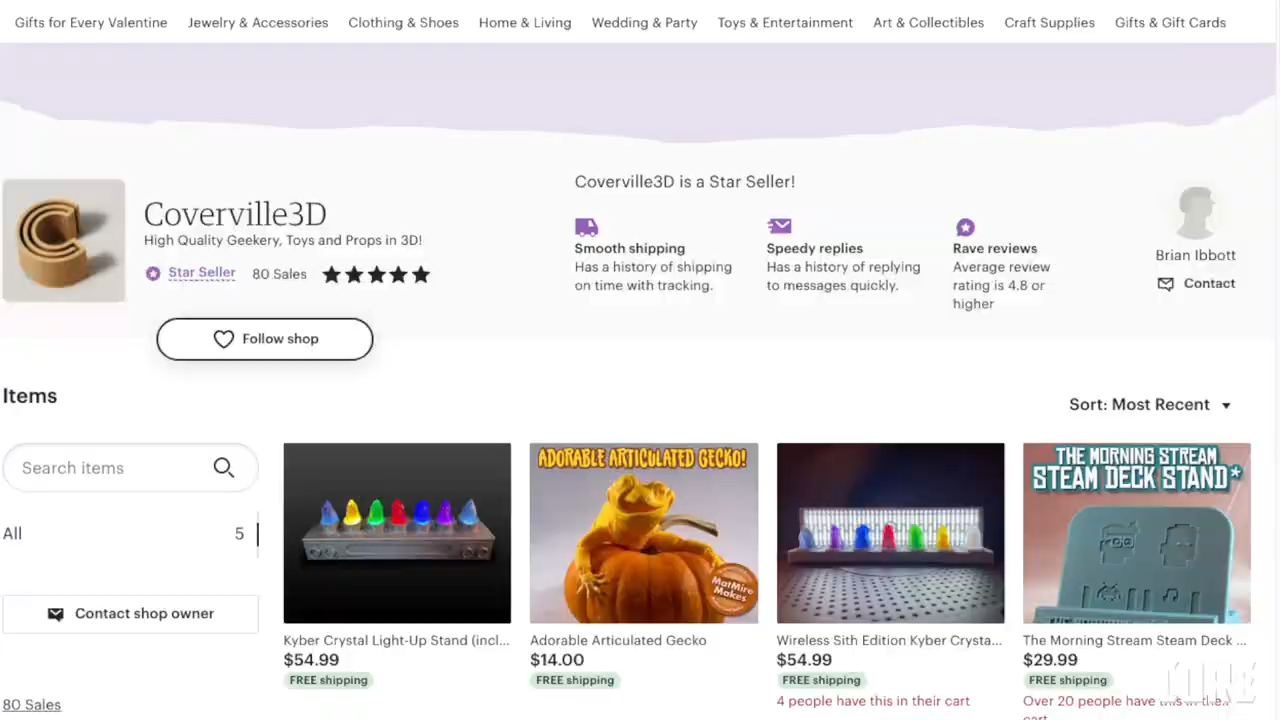 Gifts for Every Valentine Jewelry & Accessories Clothing & Shoes Home & Living Wedding & Party Toys & Entertainment Art & Collectibles Craft Supplies Gifts & Gift Cards
Coverville3D
High Quality Geekery, Toys and Props in 3D!
Star Seller 80 Sales
Follow shop
Coverville3D is a Star Seller!
Smooth shipping
Has a history of shipping
on time with tracking.
Speedy replies
Has a history of replying
to messages quickly.
Rave reviews
Average review
rating is 4.8 or
higher
Brian Ibbott
Contact
Items
Sort: Most Recent
Search items
All 5
Contact shop owner
80 Sales
Kyber Crystal Light-Up Stand (incl...
$54.99
FREE shipping
ADORABLE ARTICULATED GECKO!
MatMire
Makes
Adorable Articulated Gecko
$14.00
FREE shipping
Wireless Sith Edition Kyber Crysta...
$54.99
FREE shipping
4 people have this in their cart
THE MORNING STREAM
STEAM DECK STAND*
The Morning Stream Steam Deck ...
$29.99
FREE shipping
Over 20 people have this in their
cart